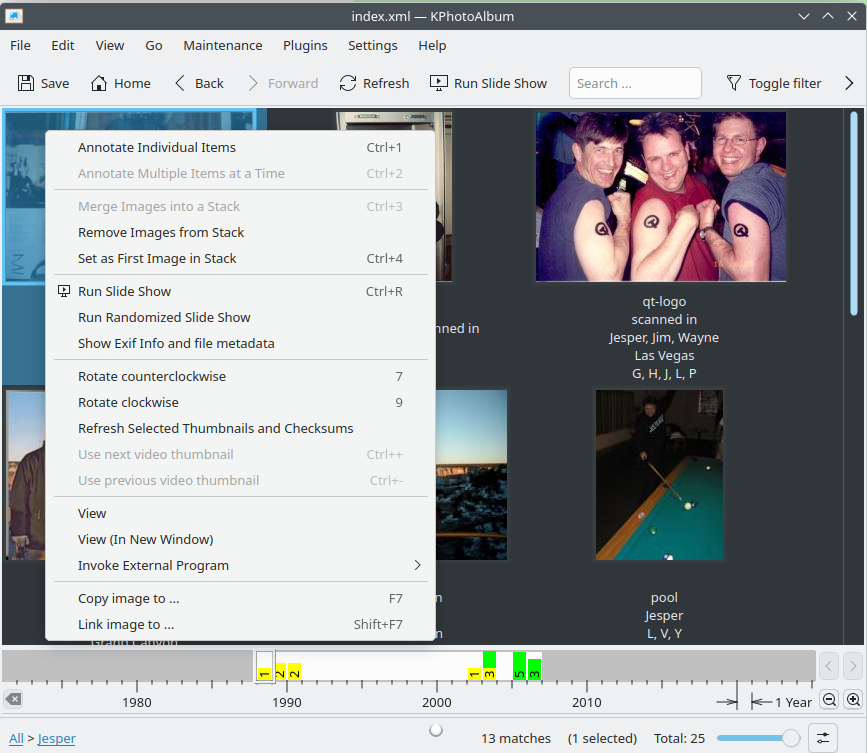 index.xml — KPhotoAlbum
File Edit View Go Maintenance Plugins Settings Help
Save Home Back Forward Refresh Run Slide Show Search ... Toggle filter
Annotate Individual Items Ctrl+1
Annotate Multiple Items at a Time Ctrl+2
Merge Images into a Stack Ctrl+3
Remove Images from Stack
Set as First Image in Stack Ctrl+4
Run Slide Show Ctrl+R
Run Randomized Slide Show
Show Exif Info and file metadata
Rotate counterclockwise 7
Rotate clockwise 9
Refresh Selected Thumbnails and Checksums
Use next video thumbnail Ctrl++
Use previous video thumbnail Ctrl+-
View
View (In New Window)
Invoke External Program
Copy image to ... F7
Link image to ... Shift+F7
in
qt-logo
scanned in
Jesper, Jim, Wayne
Las Vegas
G, H, J, L, P
pool
Jesper
L, V, Y
Grand Canyon
1 2 2 1 3 5 3
1980 1990 2000 2010 1 Year
All > Jesper 13 matches (1 selected) Total: 25